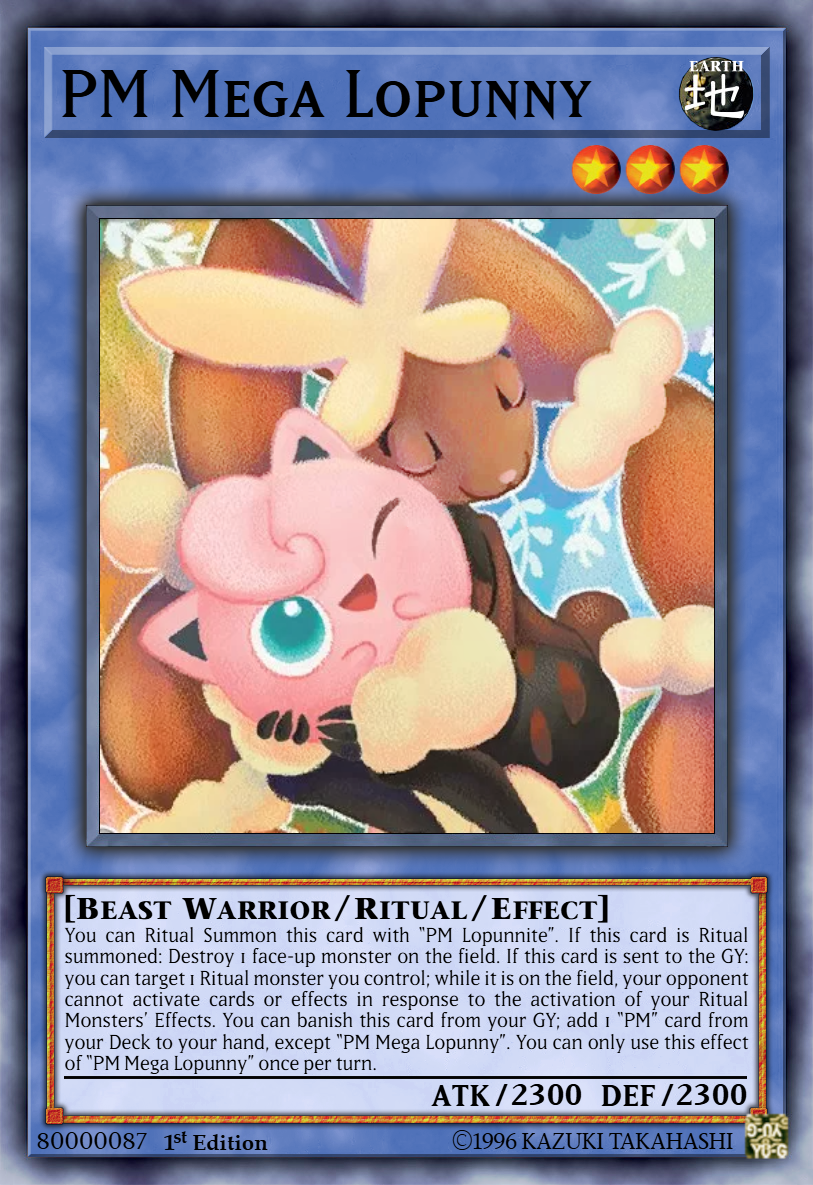 PM Mega Lopunny
EARTH
地
[Beast Warrior/Ritual/Effect]
You can Ritual Summon this card with “PM Lopunnite”. If this card is Ritual
summoned: Destroy 1 face-up monster on the field. If this card is sent to the GY:
you can target 1 Ritual monster you control; while it is on the field, your opponent
cannot activate cards or effects in response to the activation of your Ritual
Monsters’ Effects. You can banish this card from your GY; add 1 “PM” card from
your Deck to your hand, except “PM Mega Lopunny”. You can only use this effect
of “PM Mega Lopunny” once per turn.
ATK/2300 DEF/2300
80000087 1st Edition ©1996 KAZUKI TAKAHASHI